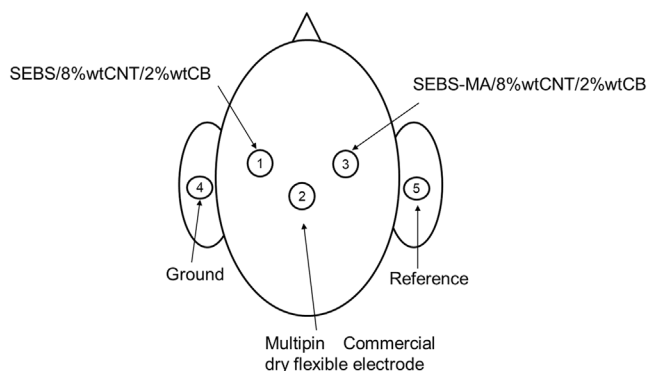 SEBS/8%wtCNT/2%wtCB
SEBS-MA/8%wtCNT/2%wtCB
1
3
4
2
5
Ground
Reference
Multipin Commercial
dry flexible electrode